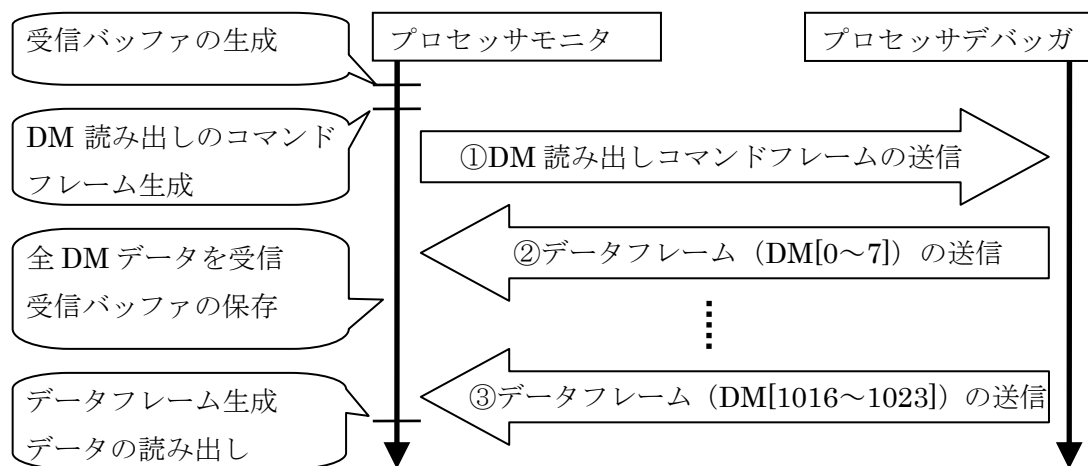 受信バッファの生成
プロセッサモニタ
プロセッサデバッガ
DM 読み出しのコマンド
フレーム生成
①DM 読み出しコマンドフレームの送信
全 DM データを受信
受信バッファの保存
②データフレーム（DM[0～7]）の送信
③データフレーム（DM[1016～1023]）の送信
データフレーム生成
データの読み出し